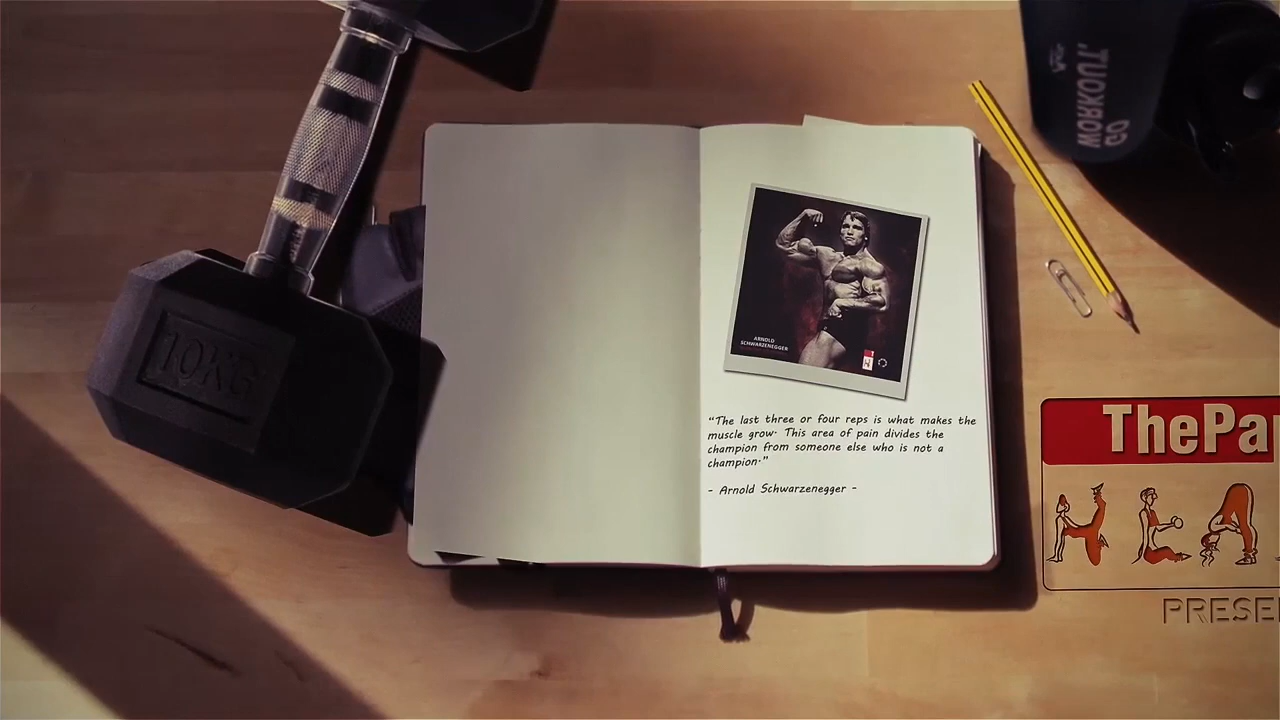 GO
WORKOUT.
10KG
ARNOLD
SCHWARZENEGGER
“The last three or four reps is what makes the
muscle grow. This area of pain divides the
champion from someone else who is not a
champion.”
- Arnold Schwarzenegger -
ThePa
HEA
PRESE